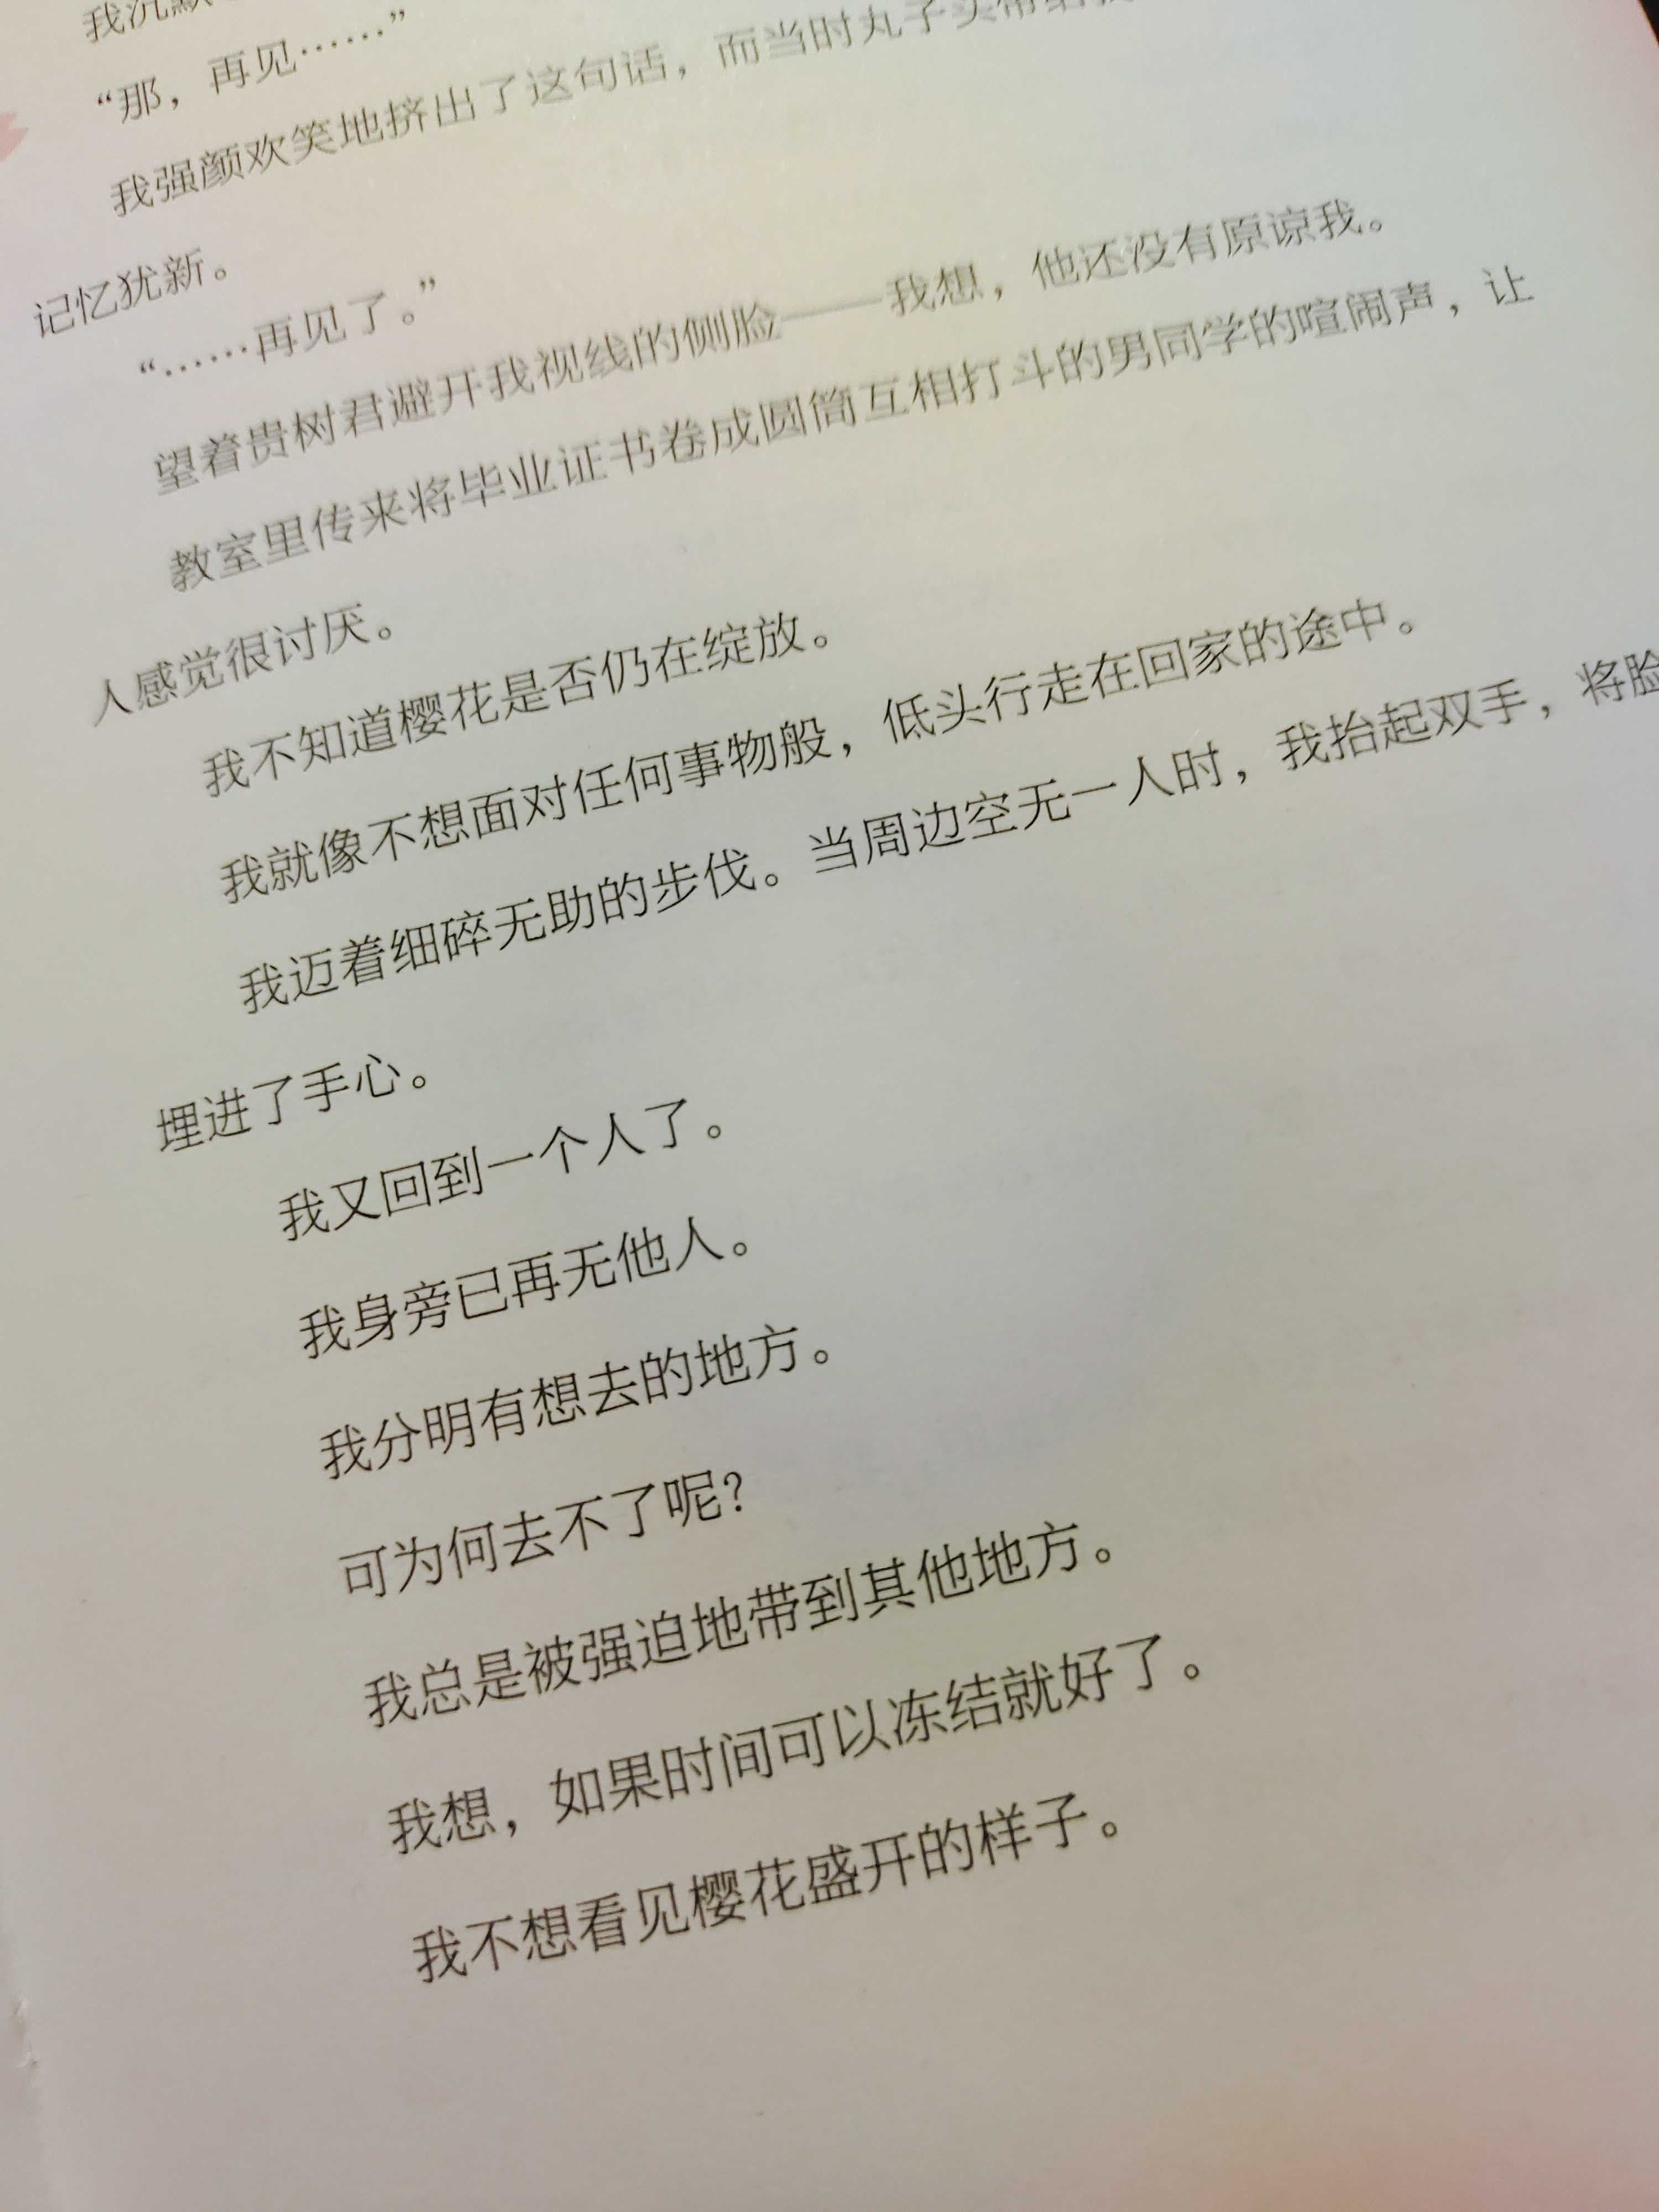 我沉默
“那，再见……”
我强颜欢笑地挤出了这句话，而当时丸子头带给我
记忆犹新。
“……再见了。”
望着贵树君避开我视线的侧脸——我想，他还没有原谅我。
教室里传来将毕业证书卷成圆筒互相打斗的男同学的喧闹声，让
人感觉很讨厌。
我不知道樱花是否仍在绽放。
我就像不想面对任何事物般，低头行走在回家的途中。
我迈着细碎无助的步伐。当周边空无一人时，我抬起双手，将脸
埋进了手心。
我又回到一个人了。
我身旁已再无他人。
我分明有想去的地方。
可为何去不了呢？
我总是被强迫地带到其他地方。
我想，如果时间可以冻结就好了。
我不想看见樱花盛开的样子。